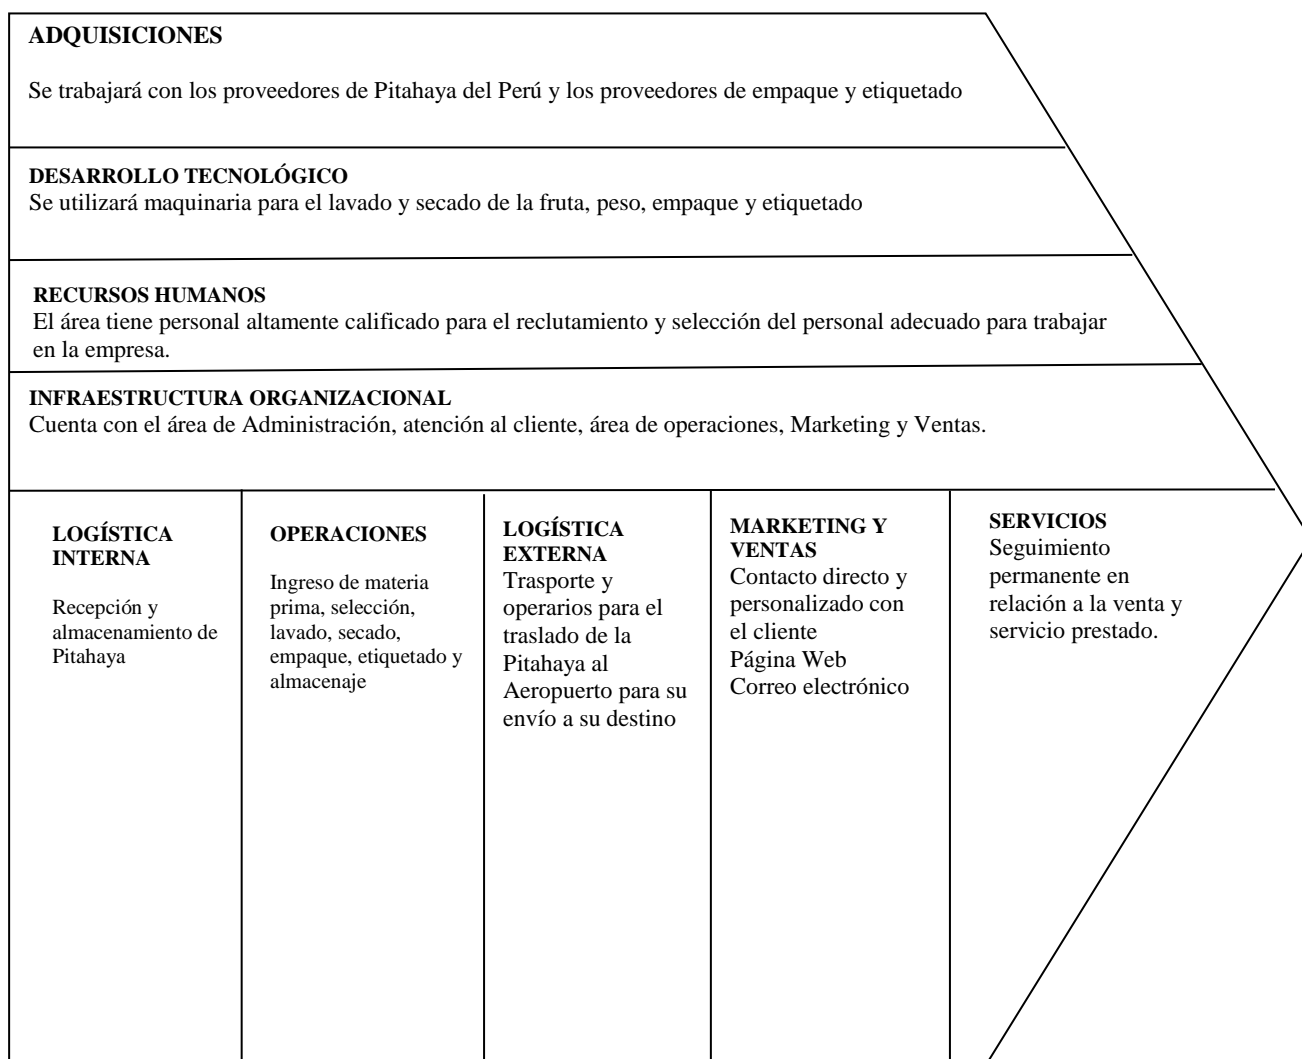 ADQUISICIONES
Se trabajará con los proveedores de Pitahaya del Perú y los proveedores de empaque y etiquetado
DESARROLLO TECNOLÓGICO
Se utilizará maquinaria para el lavado y secado de la fruta, peso, empaque y etiquetado
RECURSOS HUMANOS
El área tiene personal altamente calificado para el reclutamiento y selección del personal adecuado para trabajar
en la empresa.
INFRAESTRUCTURA ORGANIZACIONAL
Cuenta con el área de Administración, atención al cliente, área de operaciones, Marketing y Ventas.
LOGÍSTICA
INTERNA
Recepción y
almacenamiento de
Pitahaya
OPERACIONES
Ingreso de materia
prima, selección,
lavado, secado,
empaque, etiquetado y
almacenaje
LOGÍSTICA
EXTERNA
Trasporte y
operarios para el
traslado de la
Pitahaya al
Aeropuerto para su
envío a su destino
MARKETING Y
VENTAS
Contacto directo y
personalizado con
el cliente
Página Web
Correo electrónico
SERVICIOS
Seguimiento
permanente en
relación a la venta y
servicio prestado.